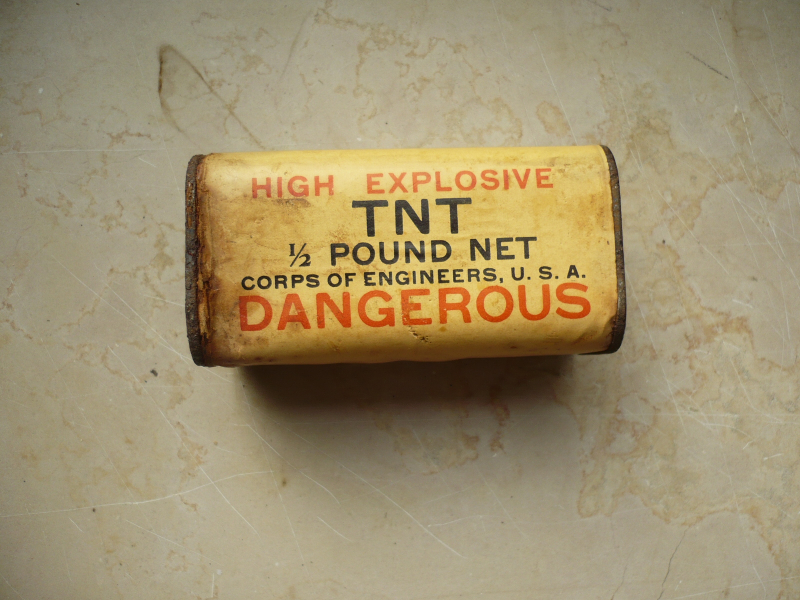 HIGH EXPLOSIVE
TNT
½ POUND NET
CORPS OF ENGINEERS, U. S. A.
DANGEROUS